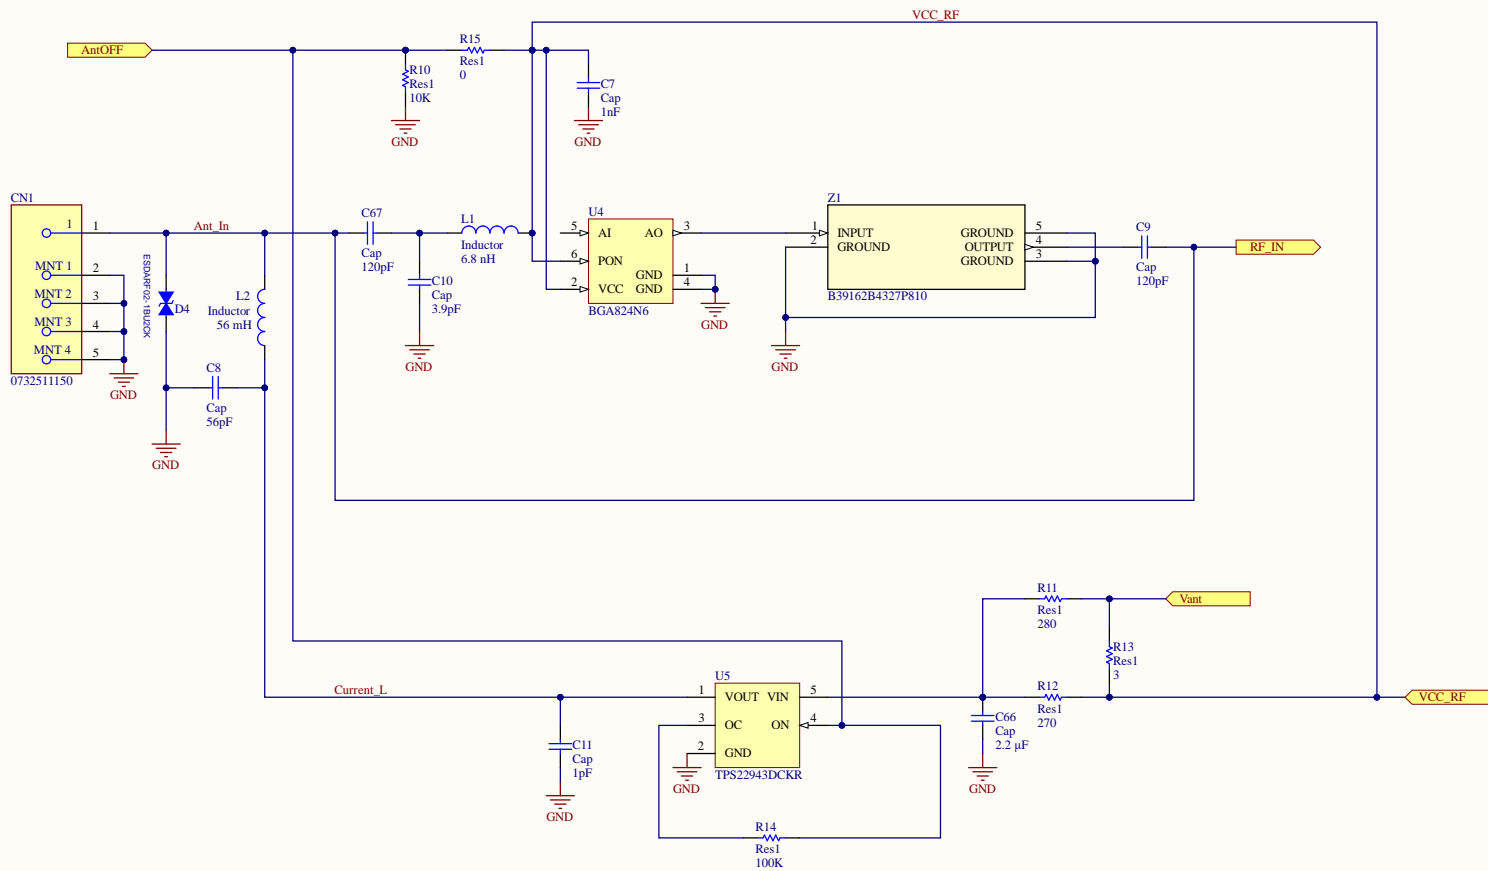 VCC_RF
AntOFF
R15
Res1
0
R10
Res1
10K
GND
C7
Cap
1nF
GND
CN1
1
1
MNT 1
2
MNT 2
3
MNT 3
4
MNT 4
5
0732511150
GND
Ant_In
ESDARF02-1BU2CK
D4
L2
Inductor
56 mH
C8
Cap
56pF
GND
C67
Cap
120pF
C10
Cap
3.9pF
GND
L1
Inductor
6.8 nH
U4
5
AI
AO
3
6
PON
GND
1
2
VCC
GND
4
BGA824N6
GND
Z1
1
INPUT
GROUND
5
2
GROUND
OUTPUT
4
GROUND
3
B39162B4327P810
GND
C9
Cap
120pF
RF_IN
R11
Res1
280
Vant
R13
Res1
3
R12
Res1
270
VCC_RF
Current_L
U5
1
VOUT
VIN
5
3
OC
ON
4
2
GND
TPS22943DCKR
GND
C11
Cap
1pF
GND
C66
Cap
2.2 µF
GND
R14
Res1
100K